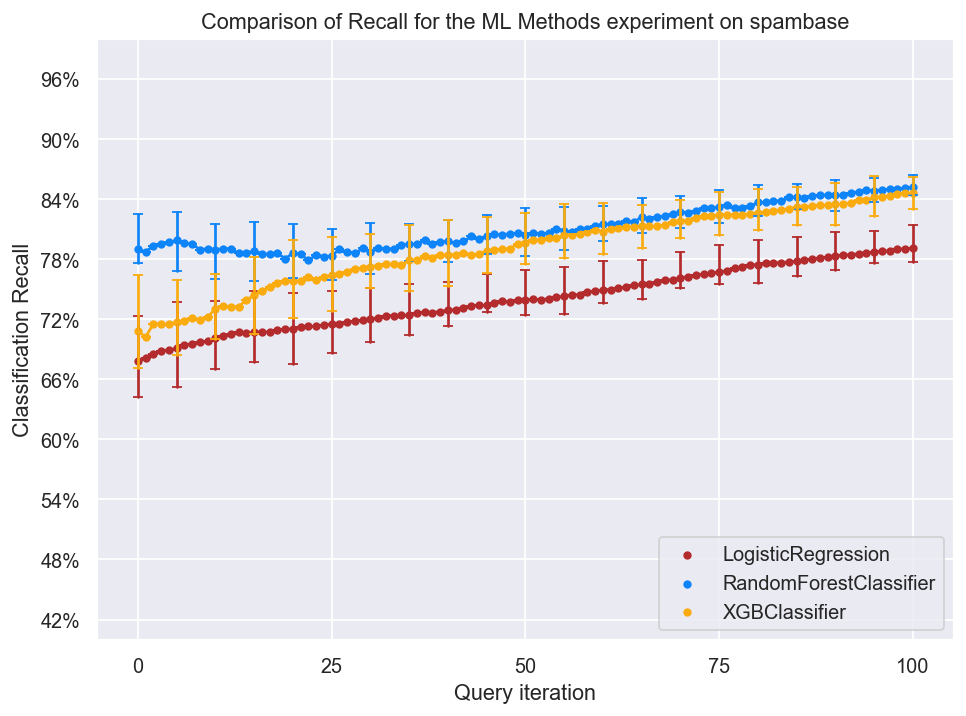 Comparison of Recall for the ML Methods experiment on spambase
Classification Recall
96%
90%
84%
78%
72%
66%
60%
54%
48%
42%
LogisticRegression
RandomForestClassifier
XGBClassifier
0 25 50 75 100
Query iteration